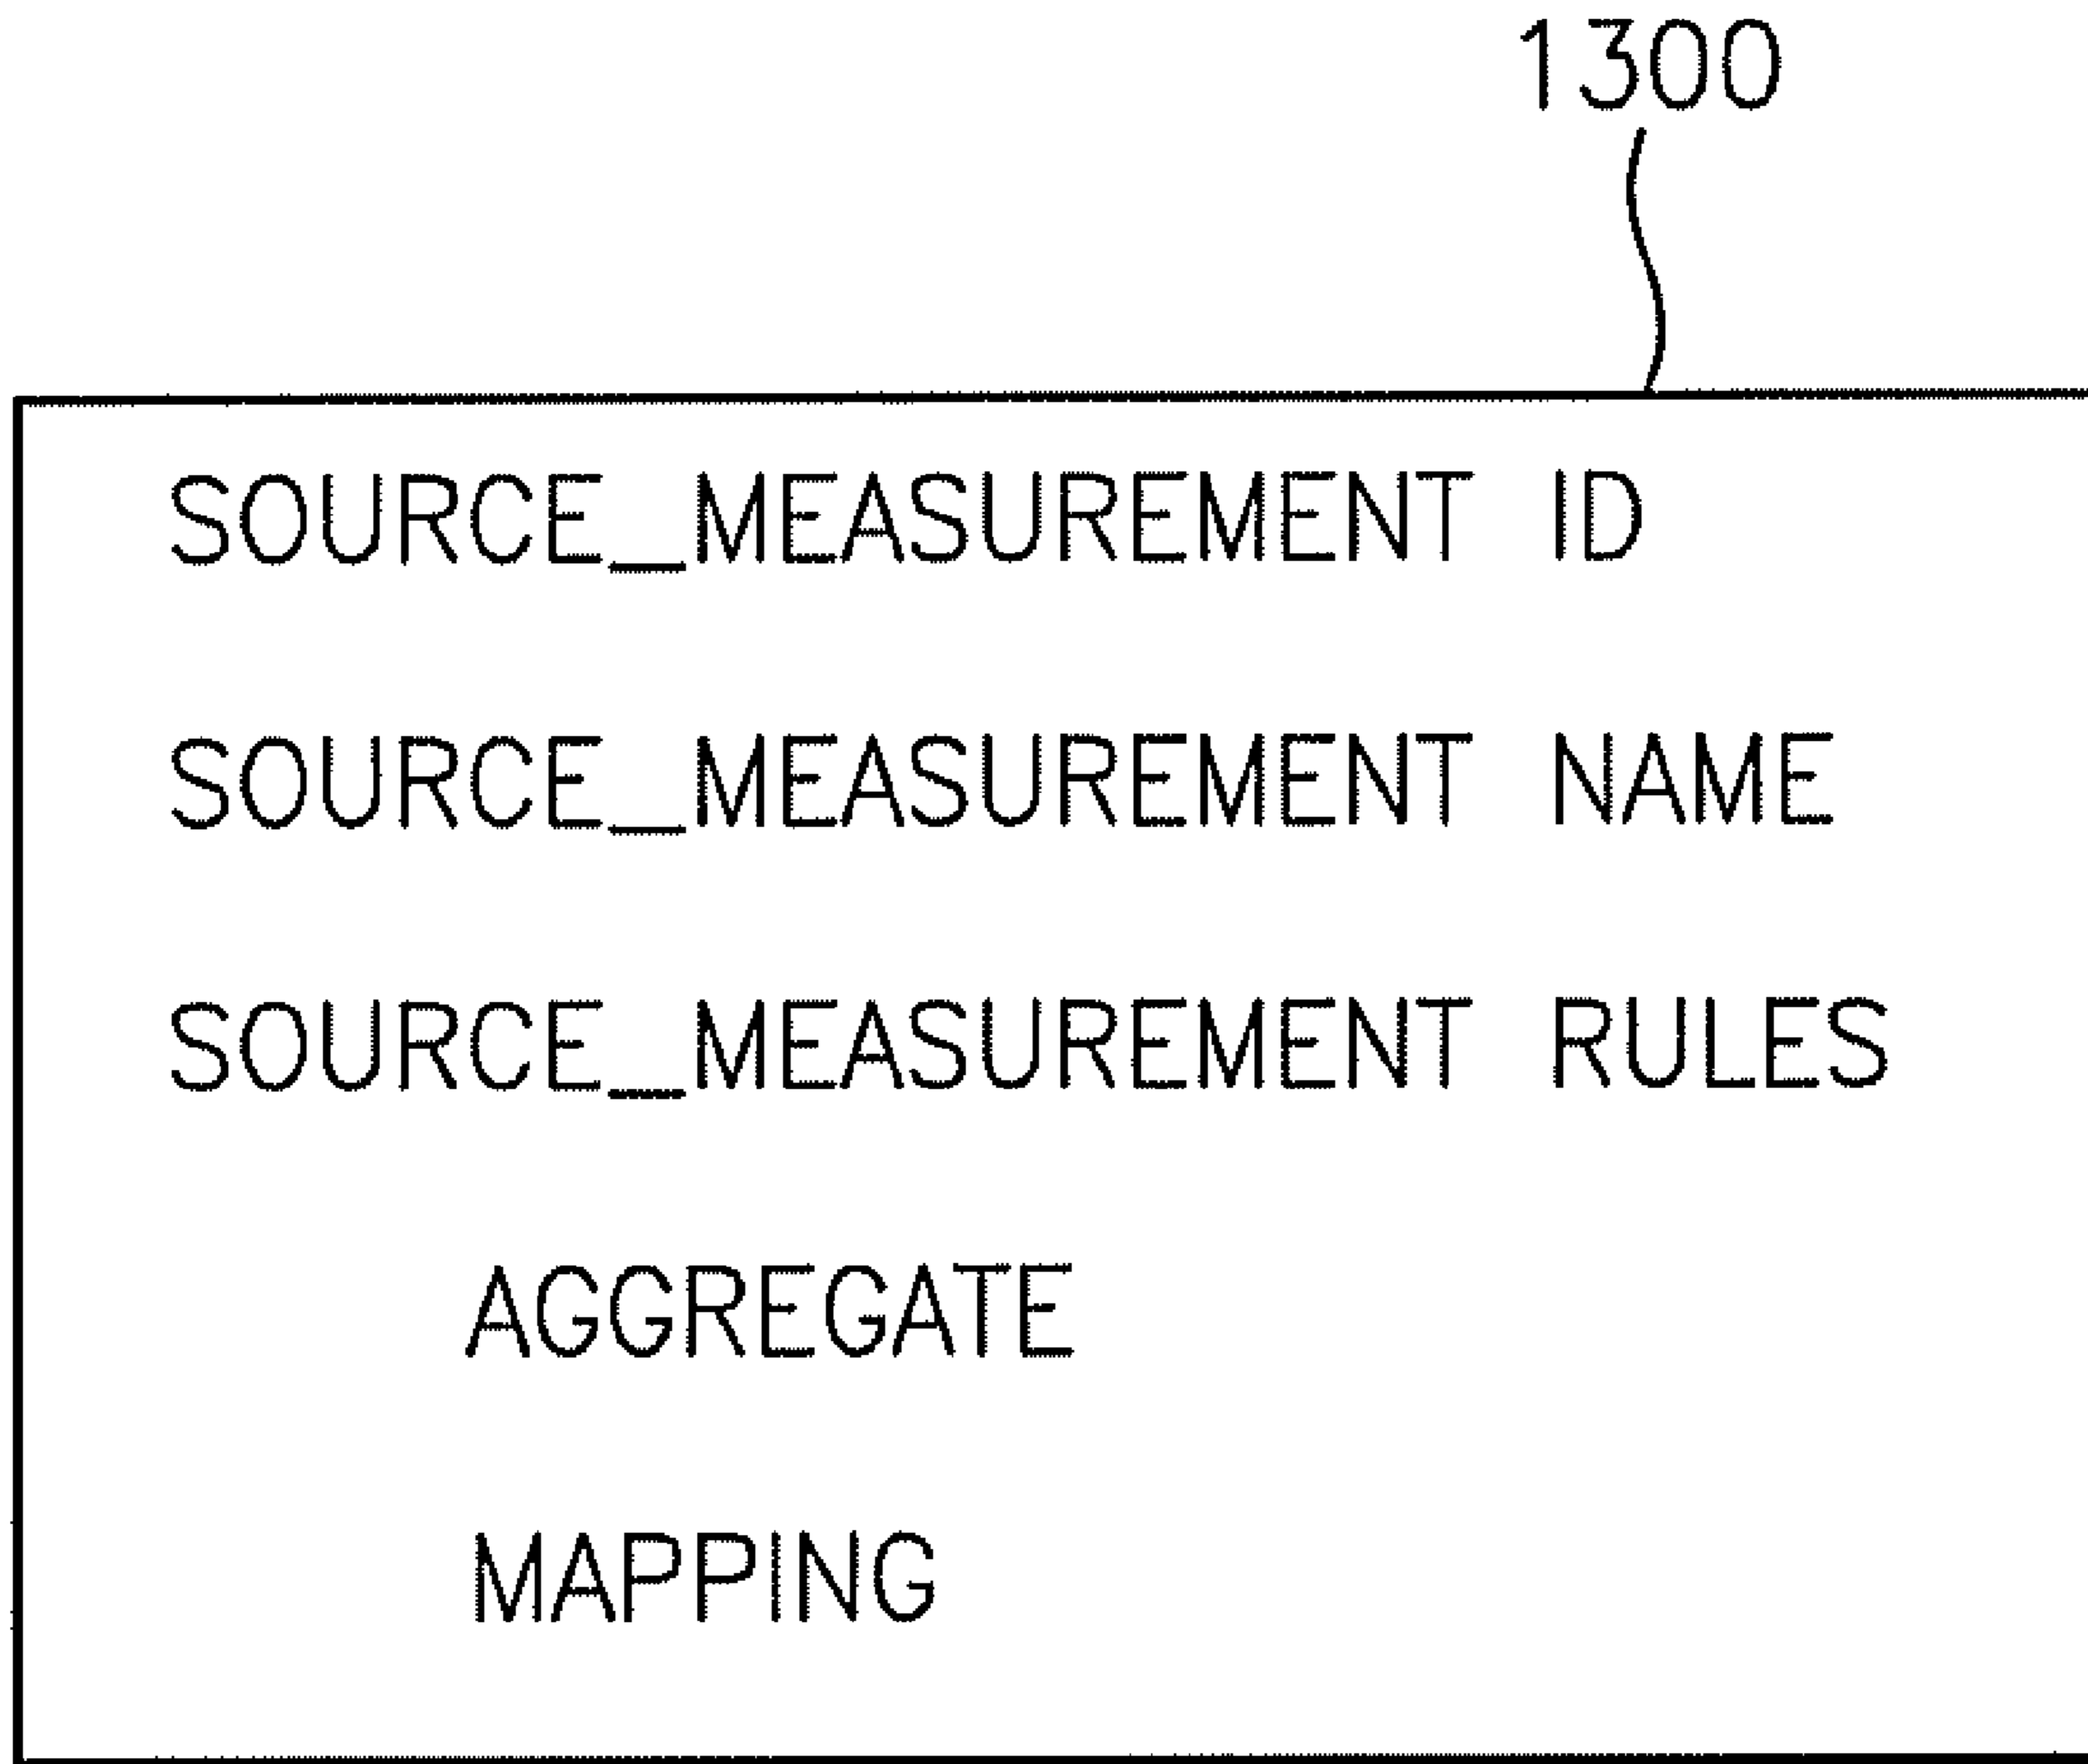 1300
SOURCE_MEASUREMENT ID
SOURCE_MEASUREMENT NAME
SOURCE_MEASUREMENT RULES
AGGREGATE
MAPPING